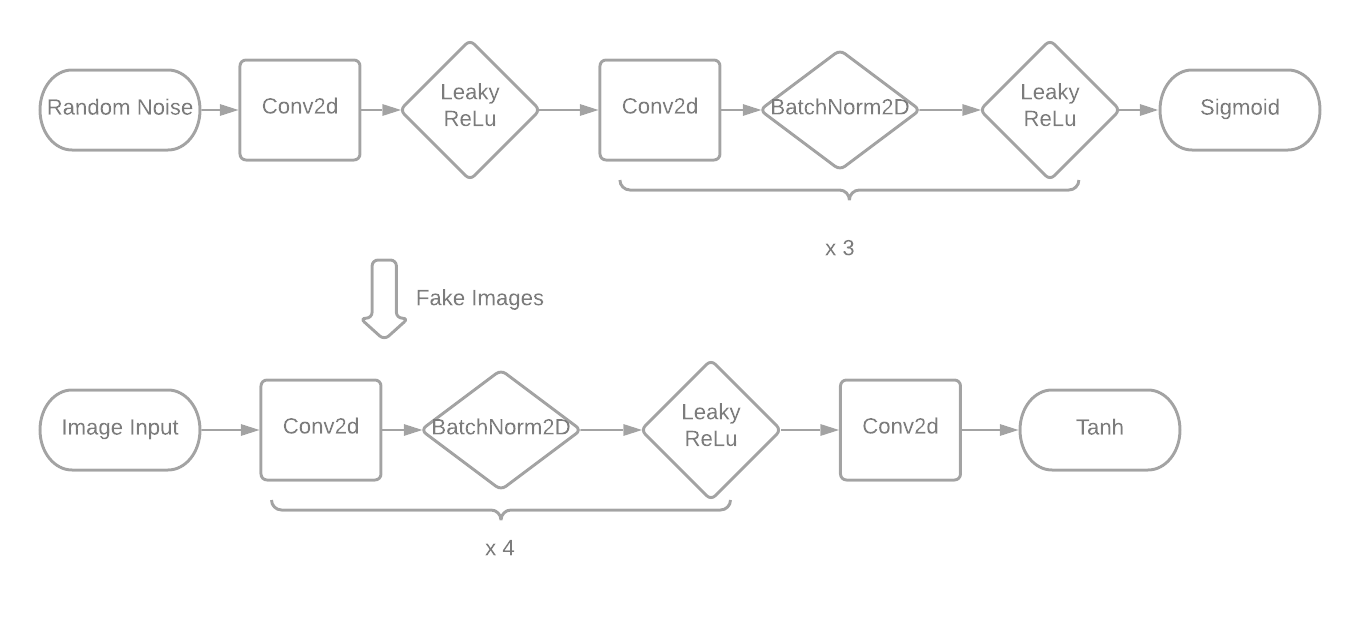 Random Noise
Conv2d
Leaky
ReLu
Conv2d
BatchNorm2D
Leaky
ReLu
Sigmoid
x 3
Fake Images
Image Input
Conv2d
BatchNorm2D
Leaky
ReLu
Conv2d
Tanh
x 4